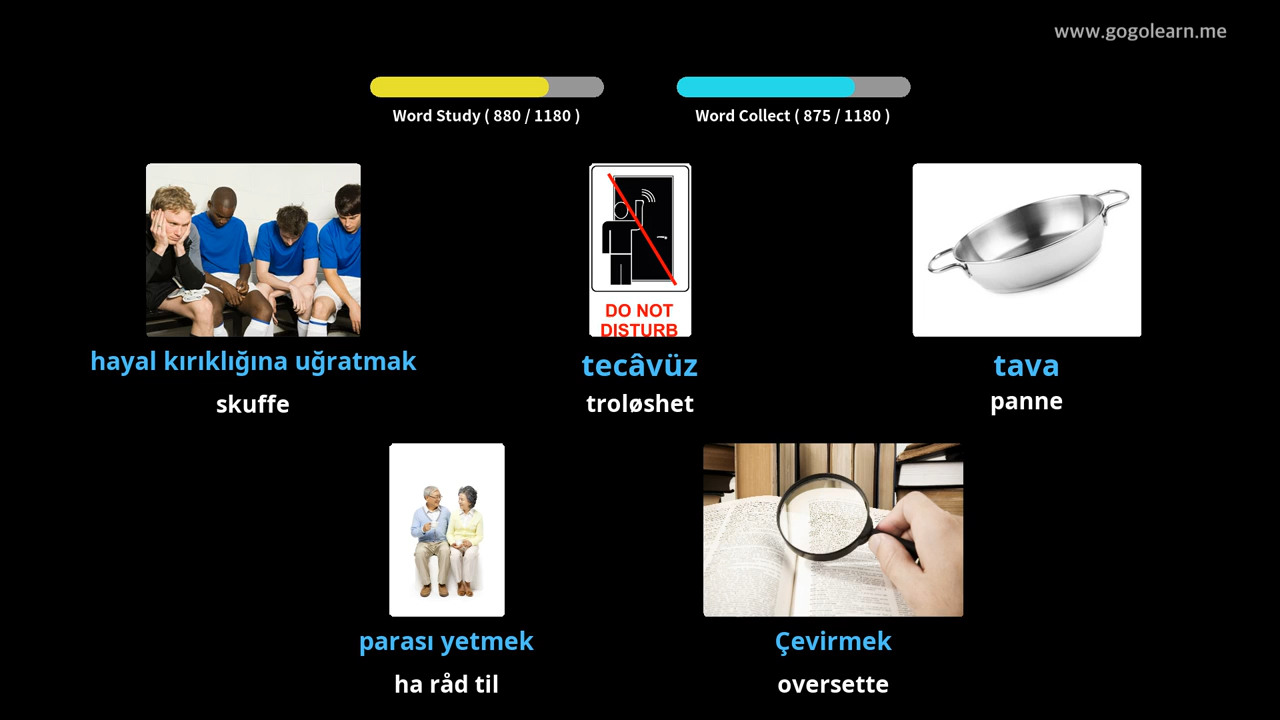 www.gogolearn.me
Word Study ( 880 / 1180 )
Word Collect ( 875 / 1180 )
DO NOT
DISTURB
hayal kırıklığına uğratmak
tecâvüz
tava
skuffe
troløshet
panne
parası yetmek
Çevirmek
ha råd til
oversette